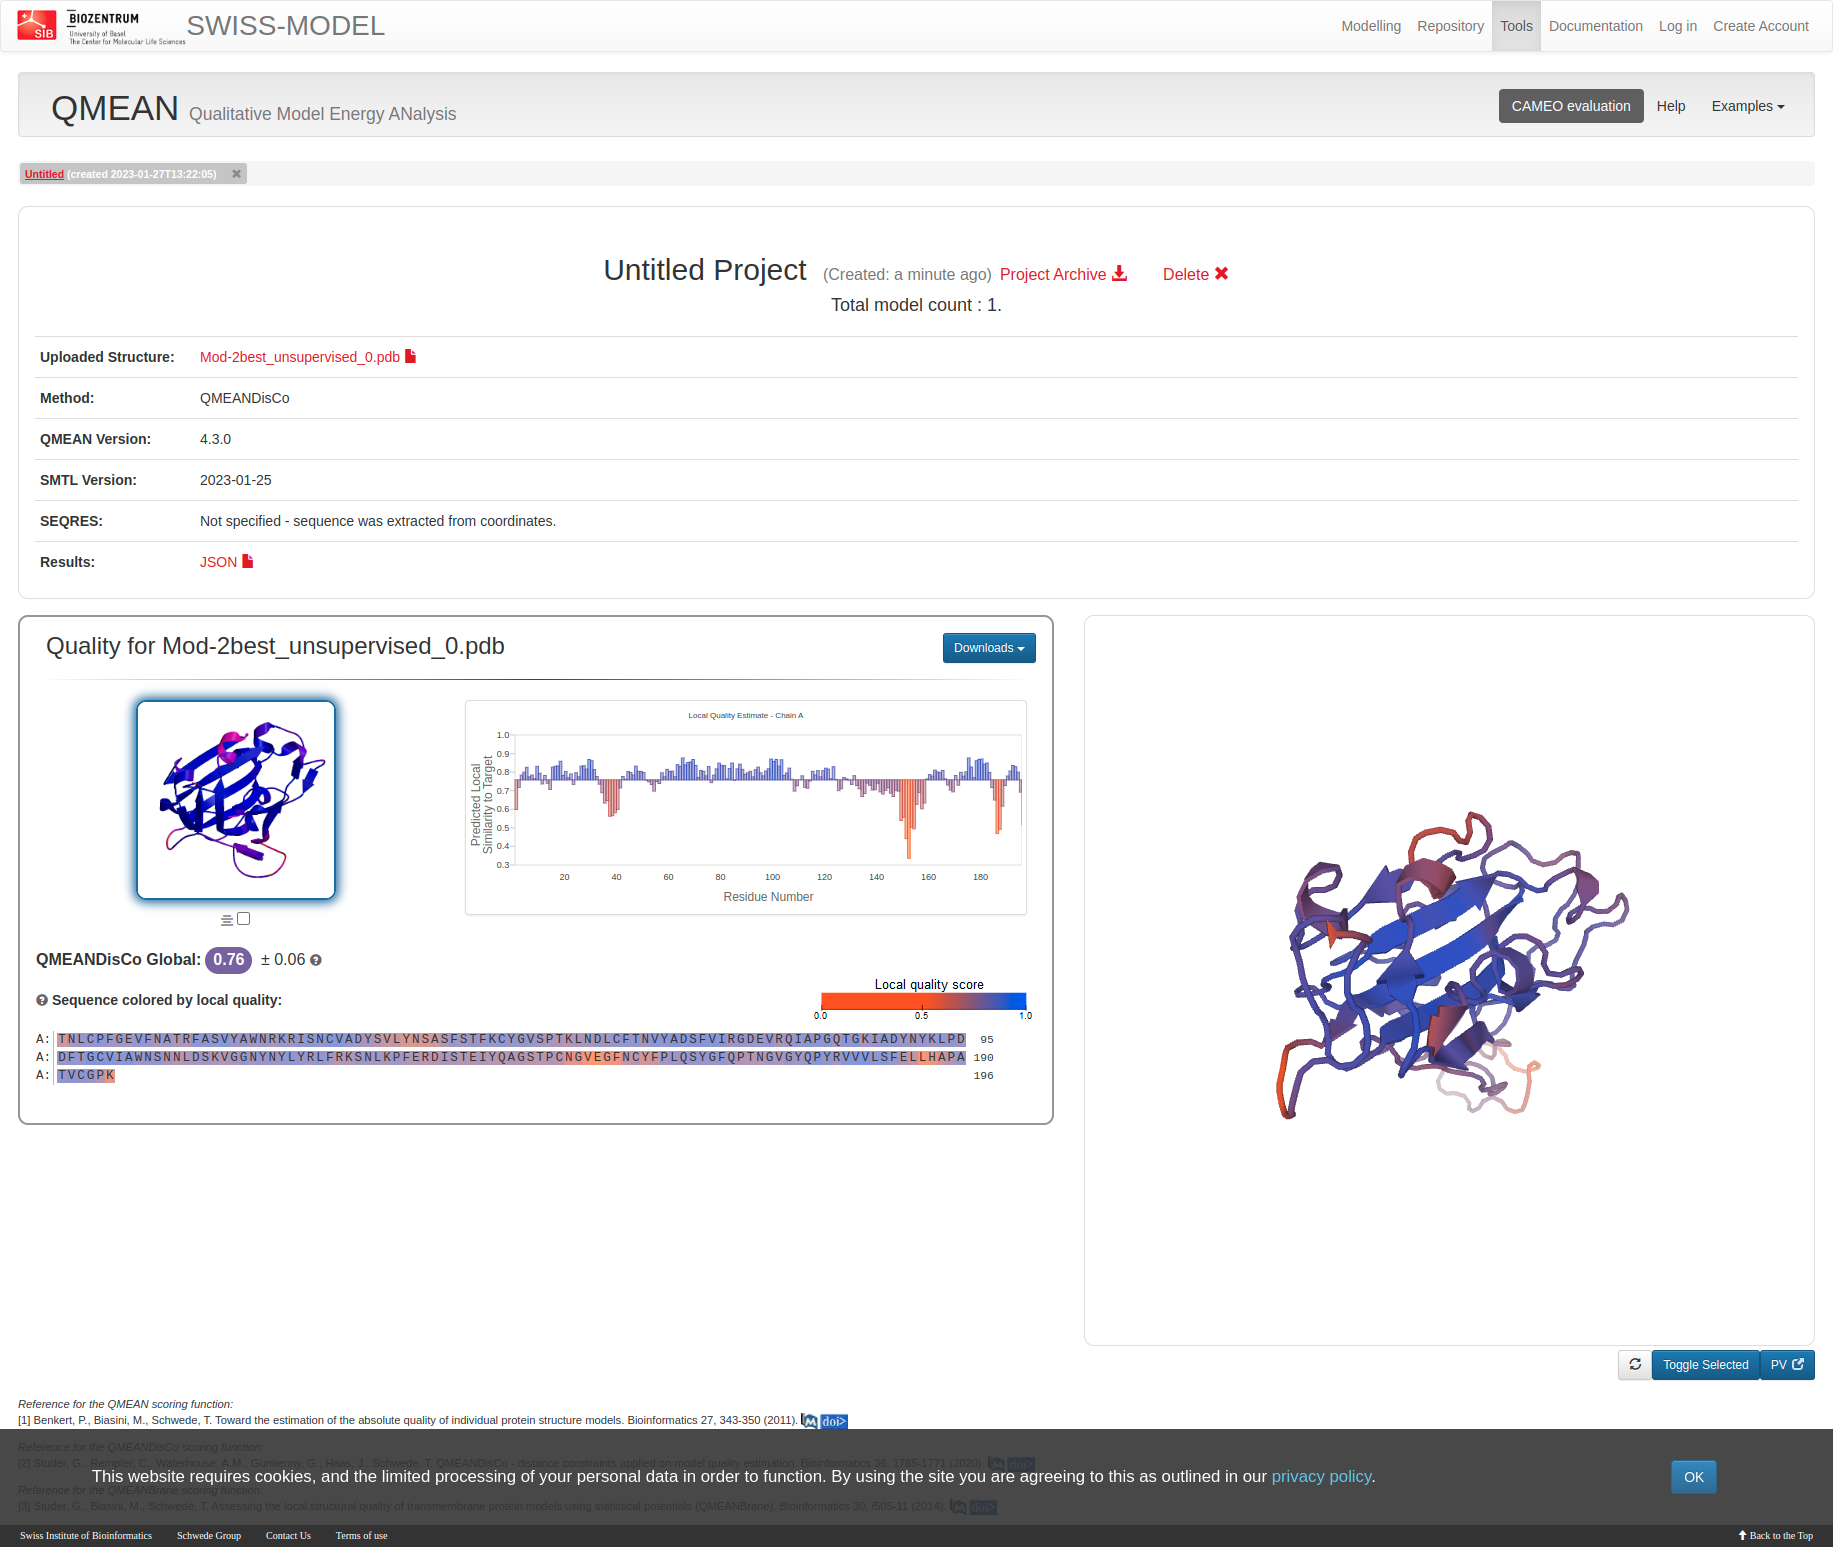 SIB
BIOZENTRUM
University of Basel
The Center for Molecular Life Sciences
SWISS-MODEL
Modelling Repository Tools Documentation Log in Create Account
QMEAN Qualitative Model Energy ANalysis
CAMEO evaluation Help Examples
Untitled (created 2023-01-27T13:22:05)
Untitled Project (Created: a minute ago) Project Archive Delete
Total model count : 1.
Uploaded Structure: Mod-2best_unsupervised_0.pdb
Method: QMEANDisCo
QMEAN Version: 4.3.0
SMTL Version: 2023-01-25
SEQRES: Not specified - sequence was extracted from coordinates.
Results: JSON
Quality for Mod-2best_unsupervised_0.pdb
Downloads
Local Quality Estimate - Chain A
Predicted Local
Similarity to Target
1.0
0.9
0.8
0.7
0.6
0.5
0.4
0.3
20 40 60 80 100 120 140 160 180
Residue Number
QMEANDisCo Global: 0.76 ± 0.06
Sequence colored by local quality:
Local quality score
0.0 0.5 1.0
A: TNLCPFGEVFNATRFASVYAWNRKRISNCVADYSVLYNSASFSTFKCYGVSPTKLNDLCFTNVYADSFVIRGDEVRQIAPGQTGKIADYNYKLPD 95
A: DFTGCVIAWNSNNLDSKVGGNYNYLYRLFRKSNLKPFERDISTEIYQAGSTPCNGVEGFNCYFPLQSYGFQPTNGVGYQPYRVVVLSFELLHAPA 190
A: TVCGPK 196
Toggle Selected PV
Reference for the QMEAN scoring function:
[1] Benkert, P., Biasini, M., Schwede, T. Toward the estimation of the absolute quality of individual protein structure models. Bioinformatics 27, 343-350 (2011). M doi>
Reference for the QMEANDisCo scoring function:
[2] Studer, G., Rempfer, C., Waterhouse, A.M., Gumienny, G., Haas, J., Schwede, T. QMEANDisCo - distance constraints applied on model quality estimation. Bioinformatics 36, 1765-1771 (2020). M doi>
This website requires cookies, and the limited processing of your personal data in order to function. By using the site you are agreeing to this as outlined in our privacy policy. OK
Reference for the QMEANBrane scoring function:
[3] Studer, G., Biasini, M., Schwede, T. Assessing the local structural quality of transmembrane protein models using statistical potentials (QMEANBrane). Bioinformatics 30, i505-11 (2014). M doi>
Swiss Institute of Bioinformatics Schwede Group Contact Us Terms of use Back to the Top